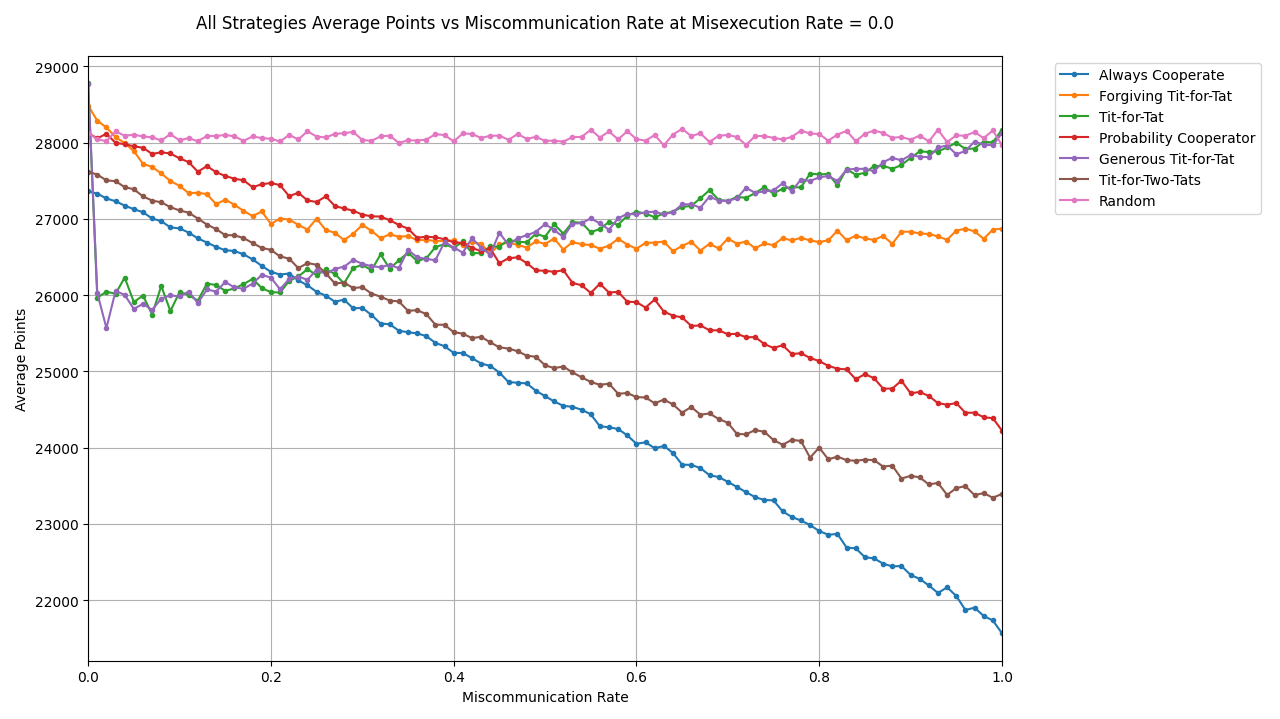 All Strategies Average Points vs Miscommunication Rate at Misexecution Rate = 0.0
29000
28000
27000
26000
25000
24000
23000
22000
Average Points
0.0
0.2
0.4
0.6
0.8
1.0
Miscommunication Rate
Always Cooperate
Forgiving Tit-for-Tat
Tit-for-Tat
Probability Cooperator
Generous Tit-for-Tat
Tit-for-Two-Tats
Random